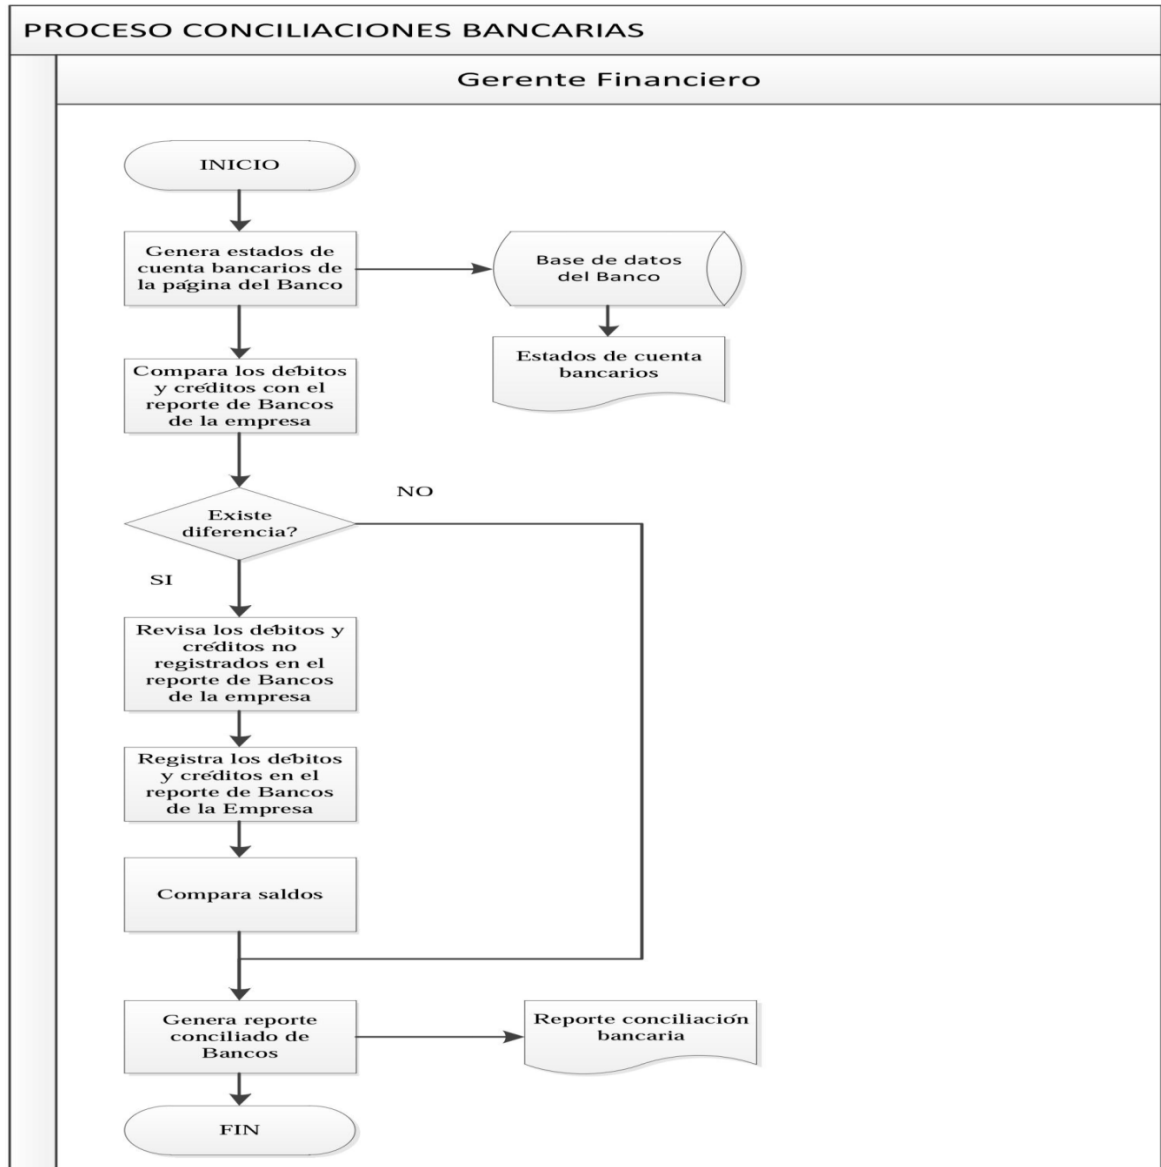 PROCESO CONCILIACIONES BANCARIAS
Gerente Financiero
INICIO
Genera estados de
cuenta bancarios de
la página del Banco
Base de datos
del Banco
Estados de cuenta
bancarios
Compara los débitos
y créditos con el
reporte de Bancos
de la empresa
Existe
diferencia?
NO
SI
Revisa los débitos y
créditos no
registrados en el
reporte de Bancos
de la empresa
Registra los débitos
y créditos en el
reporte de Bancos
de la Empresa
Compara saldos
Genera reporte
conciliado de
Bancos
Reporte conciliación
bancaria
FIN